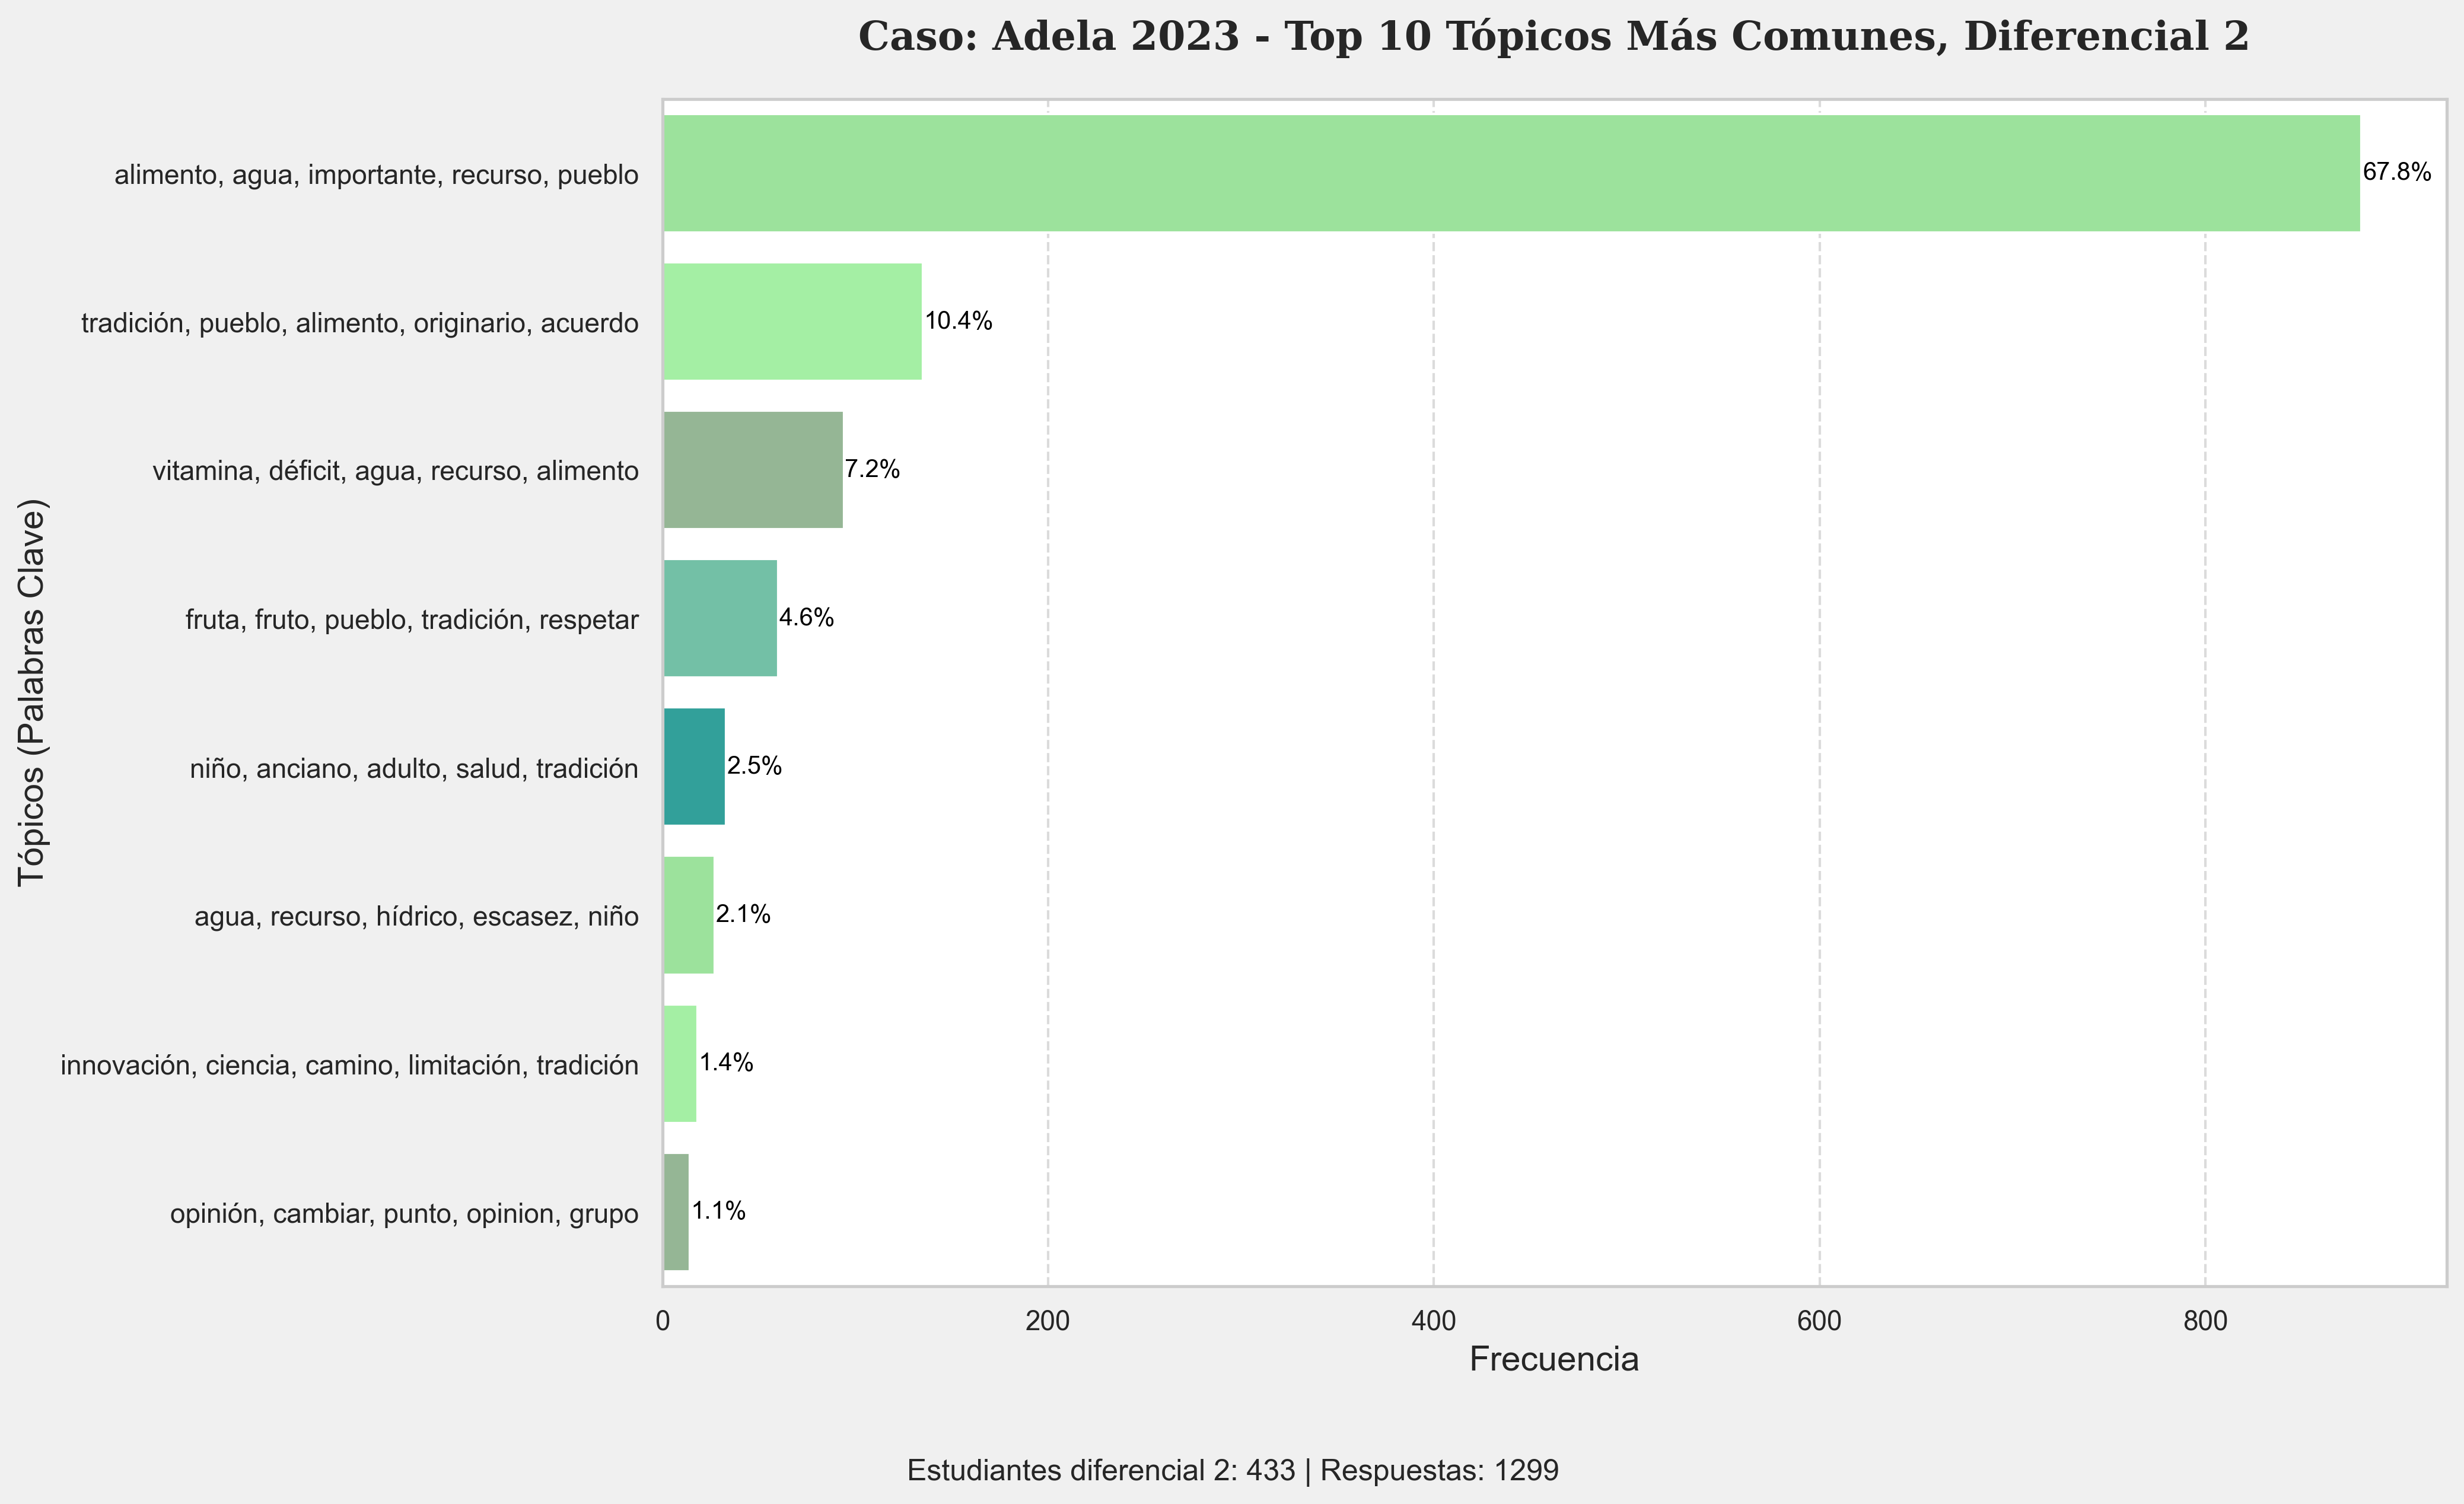 Caso: Adela 2023 - Top 10 Tópicos Más Comunes, Diferencial 2
Tópicos (Palabras Clave)
alimento, agua, importante, recurso, pueblo
67.8%
tradición, pueblo, alimento, originario, acuerdo
10.4%
vitamina, déficit, agua, recurso, alimento
7.2%
fruta, fruto, pueblo, tradición, respetar
4.6%
niño, anciano, adulto, salud, tradición
2.5%
agua, recurso, hídrico, escasez, niño
2.1%
innovación, ciencia, camino, limitación, tradición
1.4%
opinión, cambiar, punto, opinion, grupo
1.1%
0 200 400 600 800
Frecuencia
Estudiantes diferencial 2: 433 | Respuestas: 1299